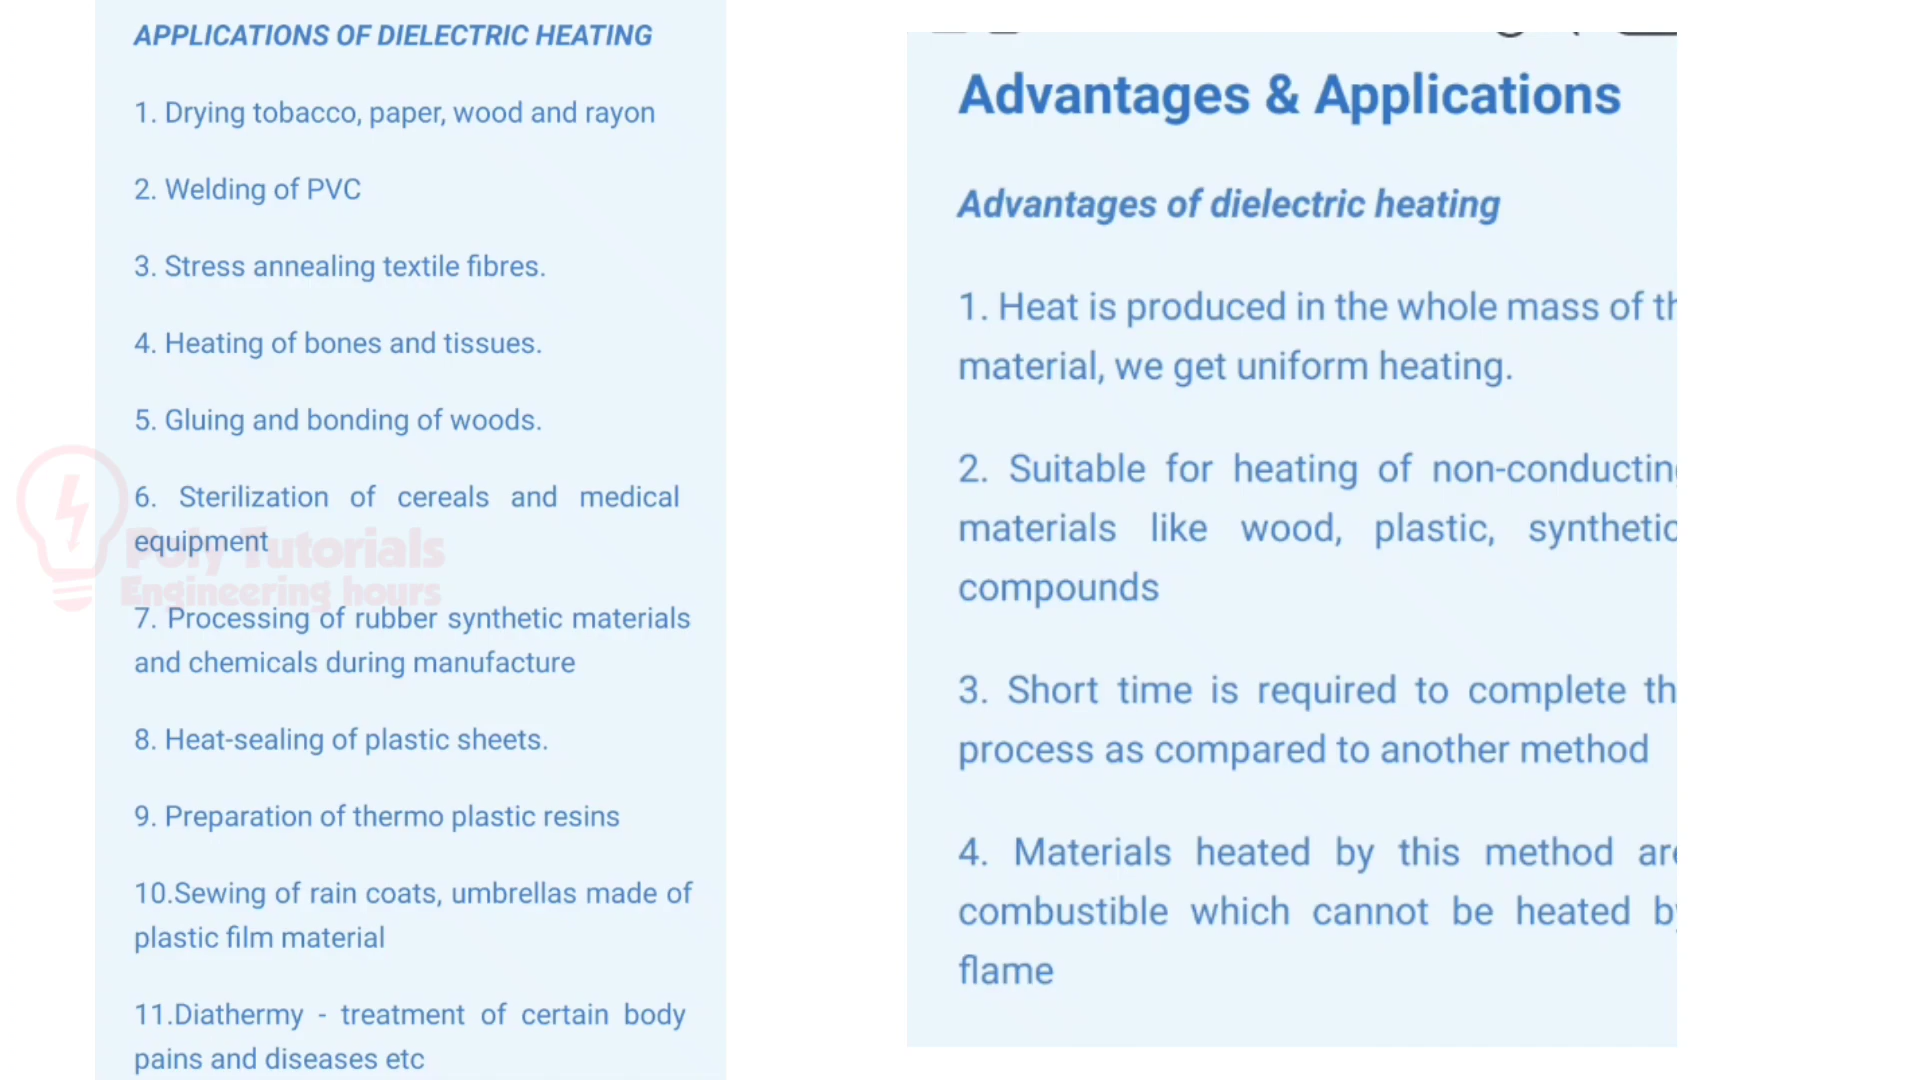 APPLICATIONS OF DIELECTRIC HEATING
1. Drying tobacco, paper, wood and rayon
2. Welding of PVC
3. Stress annealing textile fibres.
4. Heating of bones and tissues.
5. Gluing and bonding of woods.
6. Sterilization of cereals and medical
equipment
Poly Tutorials
Engineering hours
7. Processing of rubber synthetic materials
and chemicals during manufacture
8. Heat-sealing of plastic sheets.
9. Preparation of thermo plastic resins
10.Sewing of rain coats, umbrellas made of
plastic film material
11.Diathermy - treatment of certain body
pains and diseases etc
Advantages & Applications
Advantages of dielectric heating
1. Heat is produced in the whole mass of th
material, we get uniform heating.
2. Suitable for heating of non-conducting
materials like wood, plastic, synthetic
compounds
3. Short time is required to complete th
process as compared to another method
4. Materials heated by this method are
combustible which cannot be heated by
flame